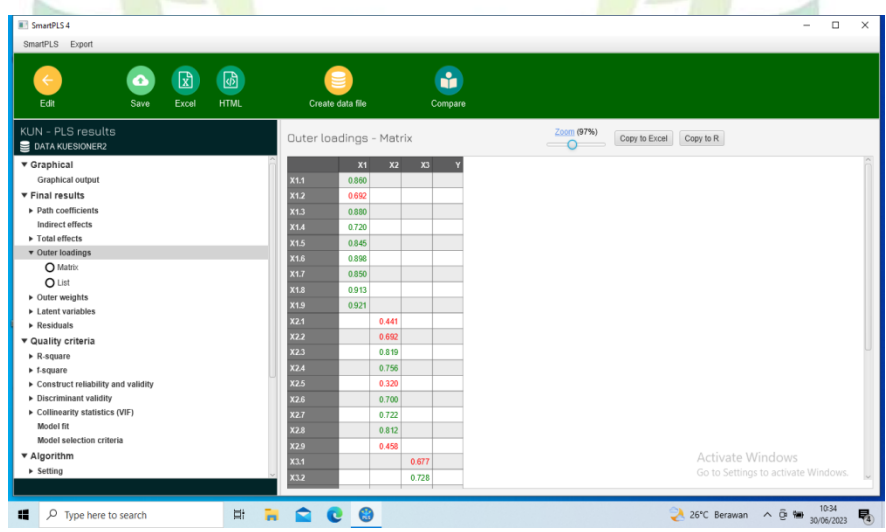 SmartPLS 4
SmartPLS Export
Edit Save Excel HTML Create data file Compare
KUN - PLS results
DATA KUESIONER2
Graphical
Graphical output
Final results
Path coefficients
Indirect effects
Total effects
Outer loadings
Matrix
List
Outer weights
Latent variables
Residuals
Quality criteria
R-square
f-square
Construct reliability and validity
Discriminant validity
Collinearity statistics (VIF)
Model fit
Model selection criteria
Algorithm
Setting
Outer loadings - Matrix
Zoom (97%)
Copy to Excel Copy to R
X1 X2 X3 Y
X1.1 0.860
X1.2 0.692
X1.3 0.880
X1.4 0.720
X1.5 0.845
X1.6 0.898
X1.7 0.850
X1.8 0.913
X1.9 0.921
X2.1 0.441
X2.2 0.692
X2.3 0.819
X2.4 0.756
X2.5 0.320
X2.6 0.700
X2.7 0.722
X2.8 0.812
X2.9 0.458
X3.1 0.677
X3.2 0.728
Activate Windows
Go to Settings to activate Windows.
Type here to search
26°C Berawan
10:34
30/06/2023